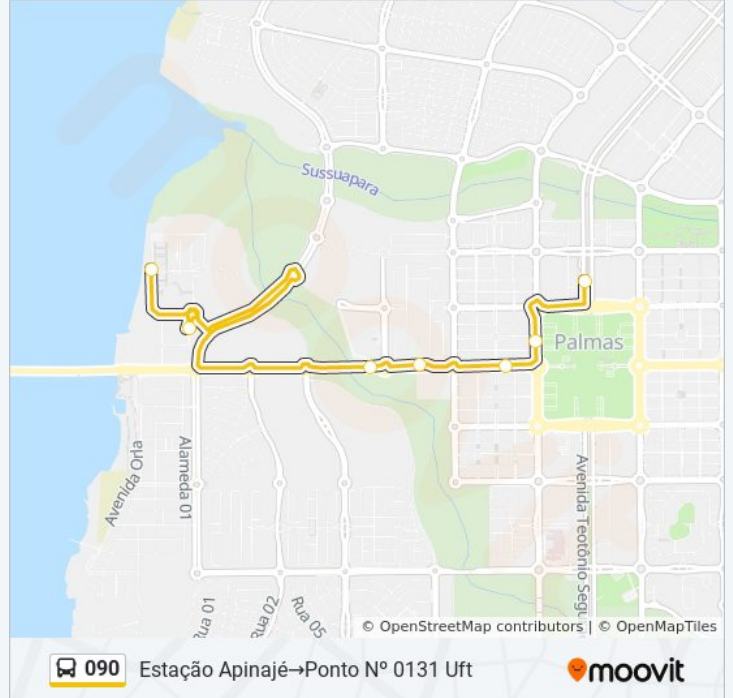 Sussuapara
Palmas
Avenida Orla
Alameda 01
Avenida Teotônio Segu
Rua 01
Rua 02
Rua 05
© OpenStreetMap contributors | © OpenMapTiles
090 Estação Apinajé→Ponto Nº 0131 Uft
moovit